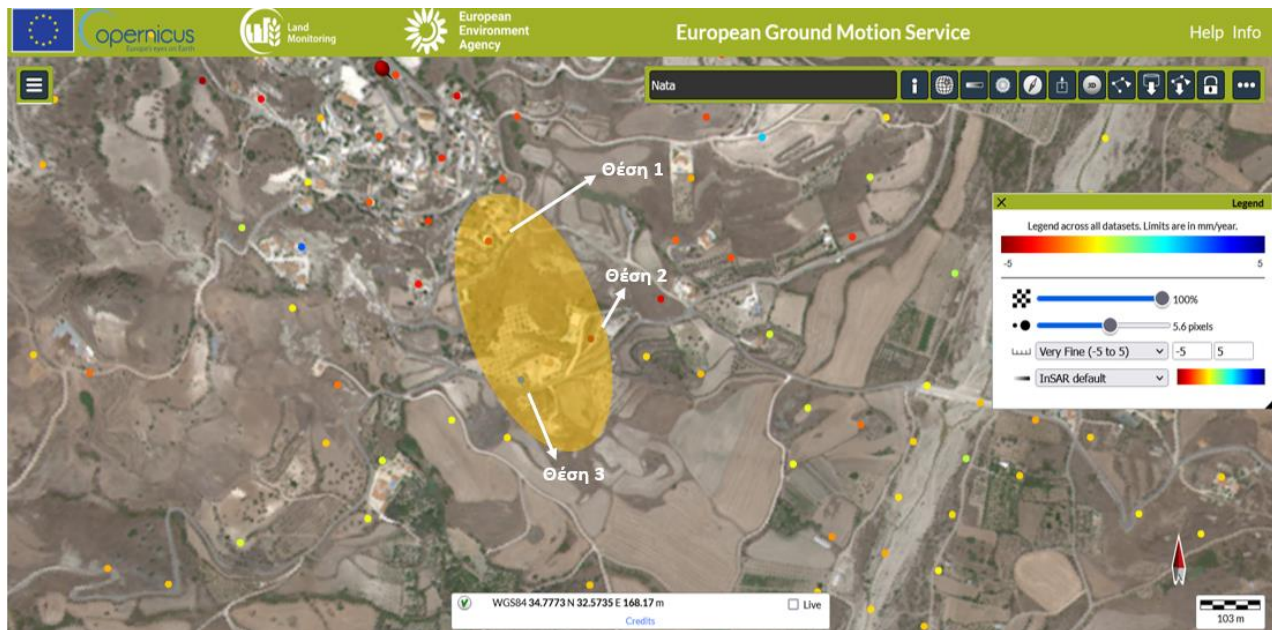 opernicus
Europe's eyes on Earth
Land
Monitoring
European
Environment
Agency
European Ground Motion Service
Help Info
Nata
3D
Θέση 1
Θέση 2
Θέση 3
Legend
Legend across all datasets. Limits are in mm/year.
-5 5
100%
5.6 pixels
Very Fine (-5 to 5) -5 5
InSAR default
WGS84 34.7773 N 32.5735 E 168.17 m Live
Credits
103 m